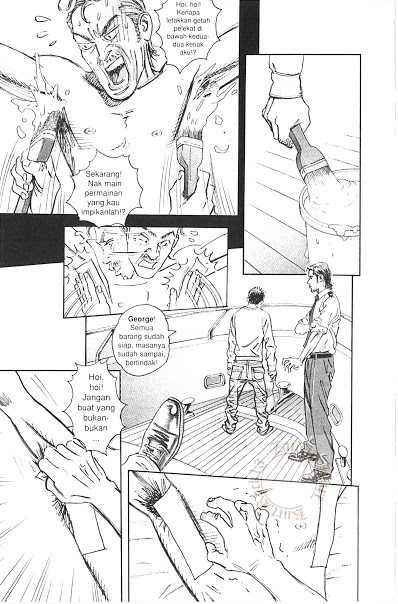 Hoi, hoi!
Kenapa
letakkan getah
pelekat di
bawah kedua-
dua ketiak
aku!?
Sekarang!
Nak main
permainan
yang kau
impikanlah!?
George!
Semua
barang sudah
siap, masanya
sudah sampai,
bertindak!
Hoi,
hoi!
Jangan
buat yang
bukan-
bukan
...